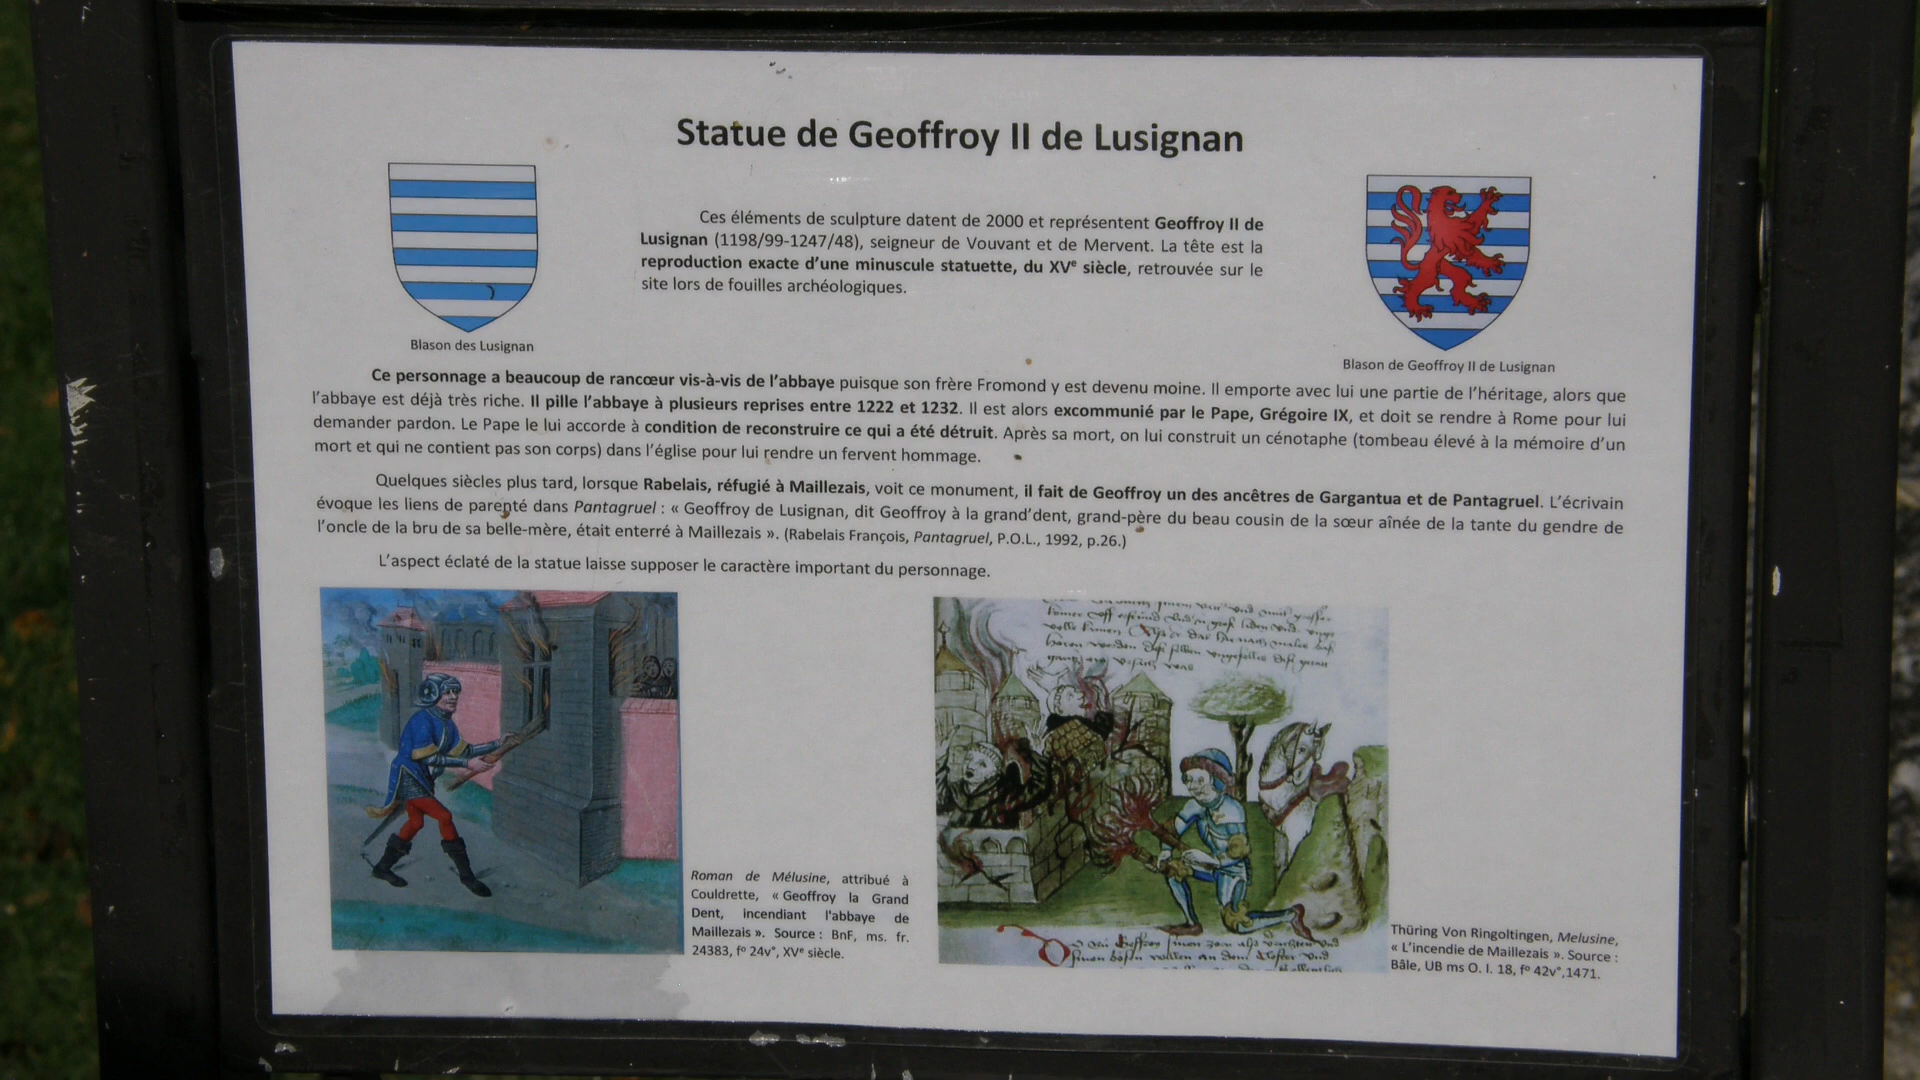 Statue de Geoffroy II de Lusignan
Ces éléments de sculpture datent de 2000 et représentent Geoffroy II de
Lusignan (1198/99-1247/48), seigneur de Vouvant et de Mervent. La tête est la
reproduction exacte d'une minuscule statuette, du XVe siècle, retrouvée sur le
site lors de fouilles archéologiques.
Blason des Lusignan
Blason de Geoffroy II de Lusignan
Ce personnage a beaucoup de rancœur vis-à-vis de l'abbaye puisque son frère Fromond y est devenu moine. Il emporte avec lui une partie de l'héritage, alors que
l'abbaye est déjà très riche. Il pille l'abbaye à plusieurs reprises entre 1222 et 1232. Il est alors excommunié par le Pape, Grégoire IX, et doit se rendre à Rome pour lui
demander pardon. Le Pape le lui accorde à condition de reconstruire ce qui a été détruit. Après sa mort, on lui construit un cénotaphe (tombeau élevé à la mémoire d'un
mort et qui ne contient pas son corps) dans l'église pour lui rendre un fervent hommage.
Quelques siècles plus tard, lorsque Rabelais, réfugié à Maillezais, voit ce monument, il fait de Geoffroy un des ancêtres de Gargantua et de Pantagruel. L'écrivain
évoque les liens de parenté dans Pantagruel : « Geoffroy de Lusignan, dit Geoffroy à la grand'dent, grand-père du beau cousin de la sœur aînée de la tante du gendre de
l'oncle de la bru de sa belle-mère, était enterré à Maillezais ». (Rabelais François, Pantagruel, P.O.L., 1992, p.26.)
L'aspect éclaté de la statue laisse supposer le caractère important du personnage.
Roman de Mélusine, attribué à
Couldrette, « Geoffroy la Grand
Dent, incendiant l'abbaye de
Maillezais ». Source : BnF, ms. fr.
24383, fº 24v°, XVe siècle.
Thüring Von Ringoltingen, Melusine,
« L'incendie de Maillezais ». Source :
Bâle, UB ms O. I. 18, fº 42v°,1471.